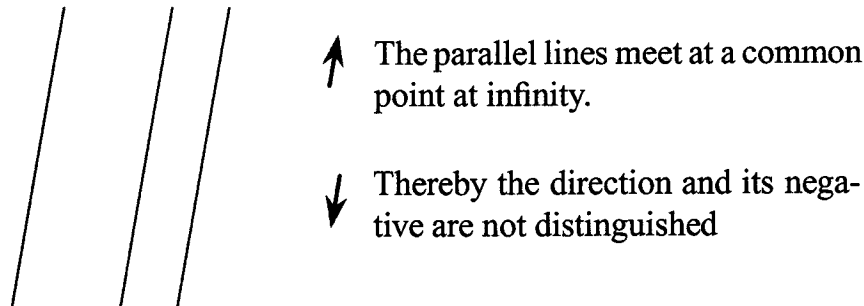 The parallel lines meet at a common
point at infinity.
Thereby the direction and its nega-
tive are not distinguished